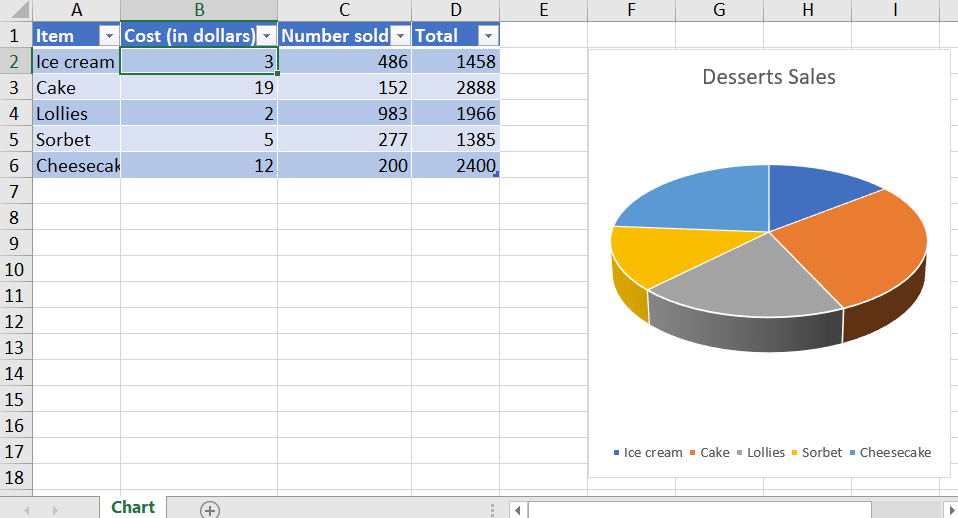 A B C D E F G H I
1 Item Cost (in dollars) Number sold Total
2 Ice cream 3 486 1458
3 Cake 19 152 2888
4 Lollies 2 983 1966
5 Sorbet 5 277 1385
6 Cheesecak 12 200 2400
7
8
9
10
11
12
13
14
15
16
17
18
Desserts Sales
Ice cream Cake Lollies Sorbet Cheesecake
Chart